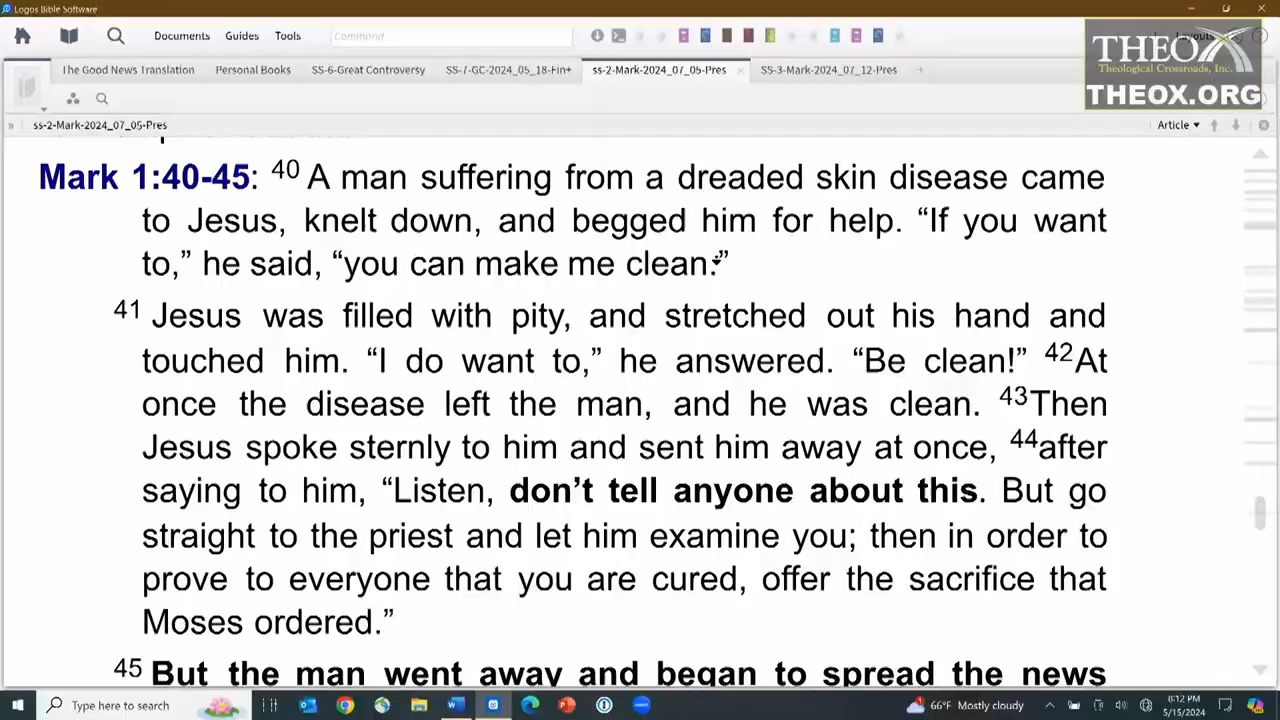 Logos Bible Software
Documents Guides Tools Command Layouts
THEOX
Theological Crossroads, Inc.
THEOX.ORG
The Good News Translation Personal Books SS-6-Great Controvers 05_18-Fin+ ss-2-Mark-2024_07_05-Pres × SS-3-Mark-2024_07_12-Pres +
» ss-2-Mark-2024_07_05-Pres Article
Mark 1:40-45: 40 A man suffering from a dreaded skin disease came
to Jesus, knelt down, and begged him for help. “If you want
to,” he said, “you can make me clean.”
41 Jesus was filled with pity, and stretched out his hand and
touched him. “I do want to,” he answered. “Be clean!” 42 At
once the disease left the man, and he was clean. 43 Then
Jesus spoke sternly to him and sent him away at once, 44 after
saying to him, “Listen, don’t tell anyone about this. But go
straight to the priest and let him examine you; then in order to
prove to everyone that you are cured, offer the sacrifice that
Moses ordered.”
45 But the man went away and began to spread the news
Type here to search 66°F Mostly cloudy 8:12 PM
5/15/2024